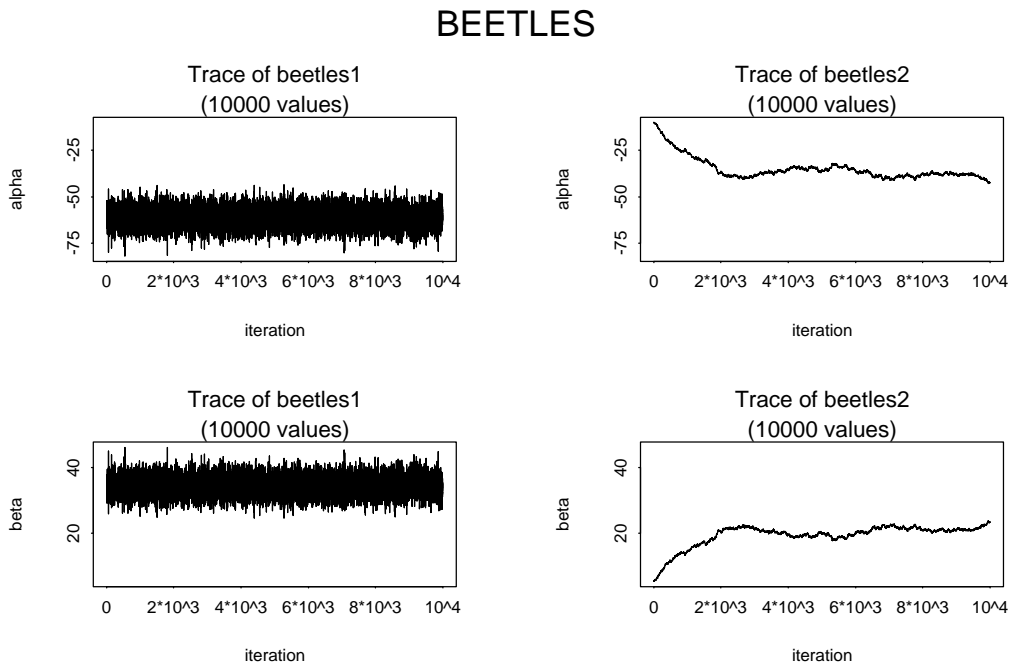 BEETLES
Trace of beetles1
(10000 values)
alpha
-25
-50
-75
0 2*10^3 4*10^3 6*10^3 8*10^3 10^4
iteration
Trace of beetles2
(10000 values)
alpha
-25
-50
-75
0 2*10^3 4*10^3 6*10^3 8*10^3 10^4
iteration
Trace of beetles1
(10000 values)
beta
40
20
0 2*10^3 4*10^3 6*10^3 8*10^3 10^4
iteration
Trace of beetles2
(10000 values)
beta
40
20
0 2*10^3 4*10^3 6*10^3 8*10^3 10^4
iteration